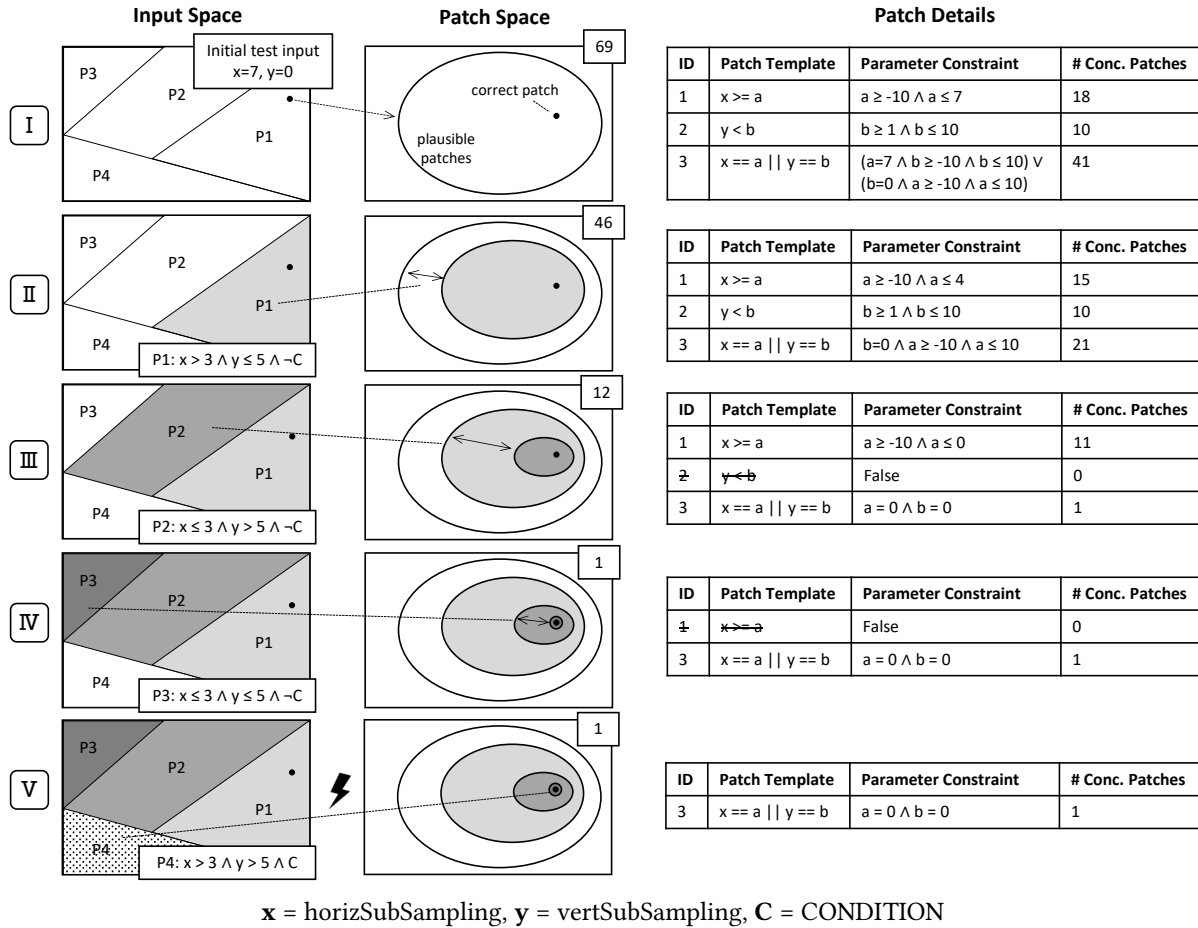 Input Space
Patch Space
Patch Details
I
P3
P2
Initial test input
x=7, y=0
P1
P4
69
correct patch
plausible
patches
ID Patch Template Parameter Constraint # Conc. Patches
1 x >= a a ≥ -10 ∧ a ≤ 7 18
2 y < b b ≥ 1 ∧ b ≤ 10 10
3 x == a || y == b (a=7 ∧ b ≥ -10 ∧ b ≤ 10) ∨ 41
(b=0 ∧ a ≥ -10 ∧ a ≤ 10)
II
P3
P2
P1
P4
P1: x > 3 ∧ y ≤ 5 ∧ ¬C
46
ID Patch Template Parameter Constraint # Conc. Patches
1 x >= a a ≥ -10 ∧ a ≤ 4 15
2 y < b b ≥ 1 ∧ b ≤ 10 10
3 x == a || y == b b=0 ∧ a ≥ -10 ∧ a ≤ 10 21
III
P3
P2
P1
P4
P2: x ≤ 3 ∧ y > 5 ∧ ¬C
12
ID Patch Template Parameter Constraint # Conc. Patches
1 x >= a a ≥ -10 ∧ a ≤ 0 11
2 y < b False 0
3 x == a || y == b a = 0 ∧ b = 0 1
IV
P3
P2
P1
P4
P3: x ≤ 3 ∧ y ≤ 5 ∧ ¬C
1
ID Patch Template Parameter Constraint # Conc. Patches
1 x >= a False 0
3 x == a || y == b a = 0 ∧ b = 0 1
V
P3
P2
P1
P4
P4: x > 3 ∧ y > 5 ∧ C
1
ID Patch Template Parameter Constraint # Conc. Patches
3 x == a || y == b a = 0 ∧ b = 0 1
x = horizSubSampling, y = vertSubSampling, C = CONDITION